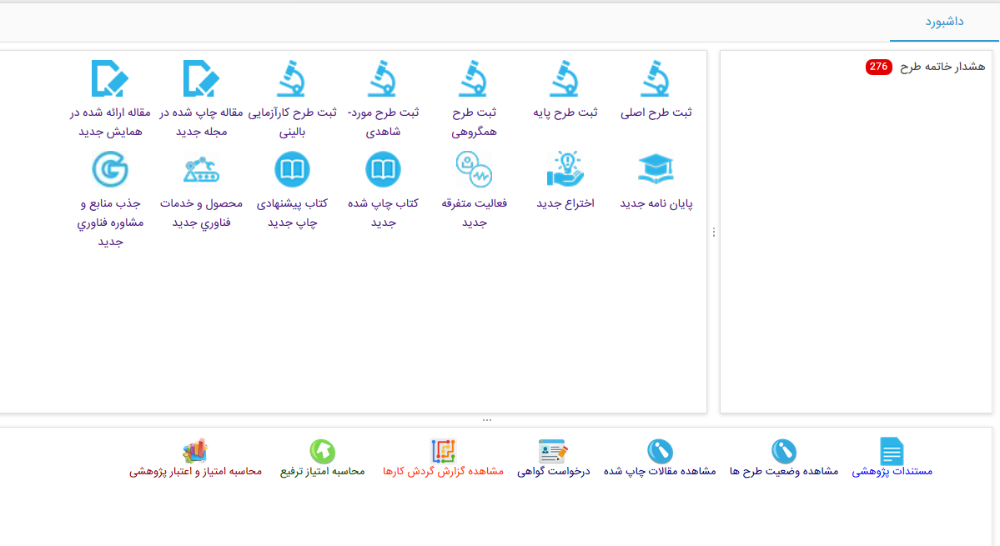 داشبورد
هشدار خاتمه طرح 276
ثبت طرح اصلی
ثبت طرح پایه
ثبت طرح
همگروهی
ثبت طرح مورد-
شاهدی
ثبت طرح کارآزمایی
بالینی
مقاله چاپ شده در
مجله جدید
مقاله ارائه شده در
همایش جدید
پایان نامه جدید
اختراع جدید
فعالیت متفرقه
جدید
کتاب چاپ شده
جدید
کتاب پیشنهادی
چاپ جدید
محصول و خدمات
فناوري جدید
جذب منابع و
مشاوره فناوري
جدید
مستندات پژوهشی
مشاهده وضعیت طرح ها
مشاهده مقالات چاپ شده
درخواست گواهی
مشاهده گزارش گردش کارها
محاسبه امتیاز ترفیع
محاسبه امتیاز و اعتبار پژوهشی